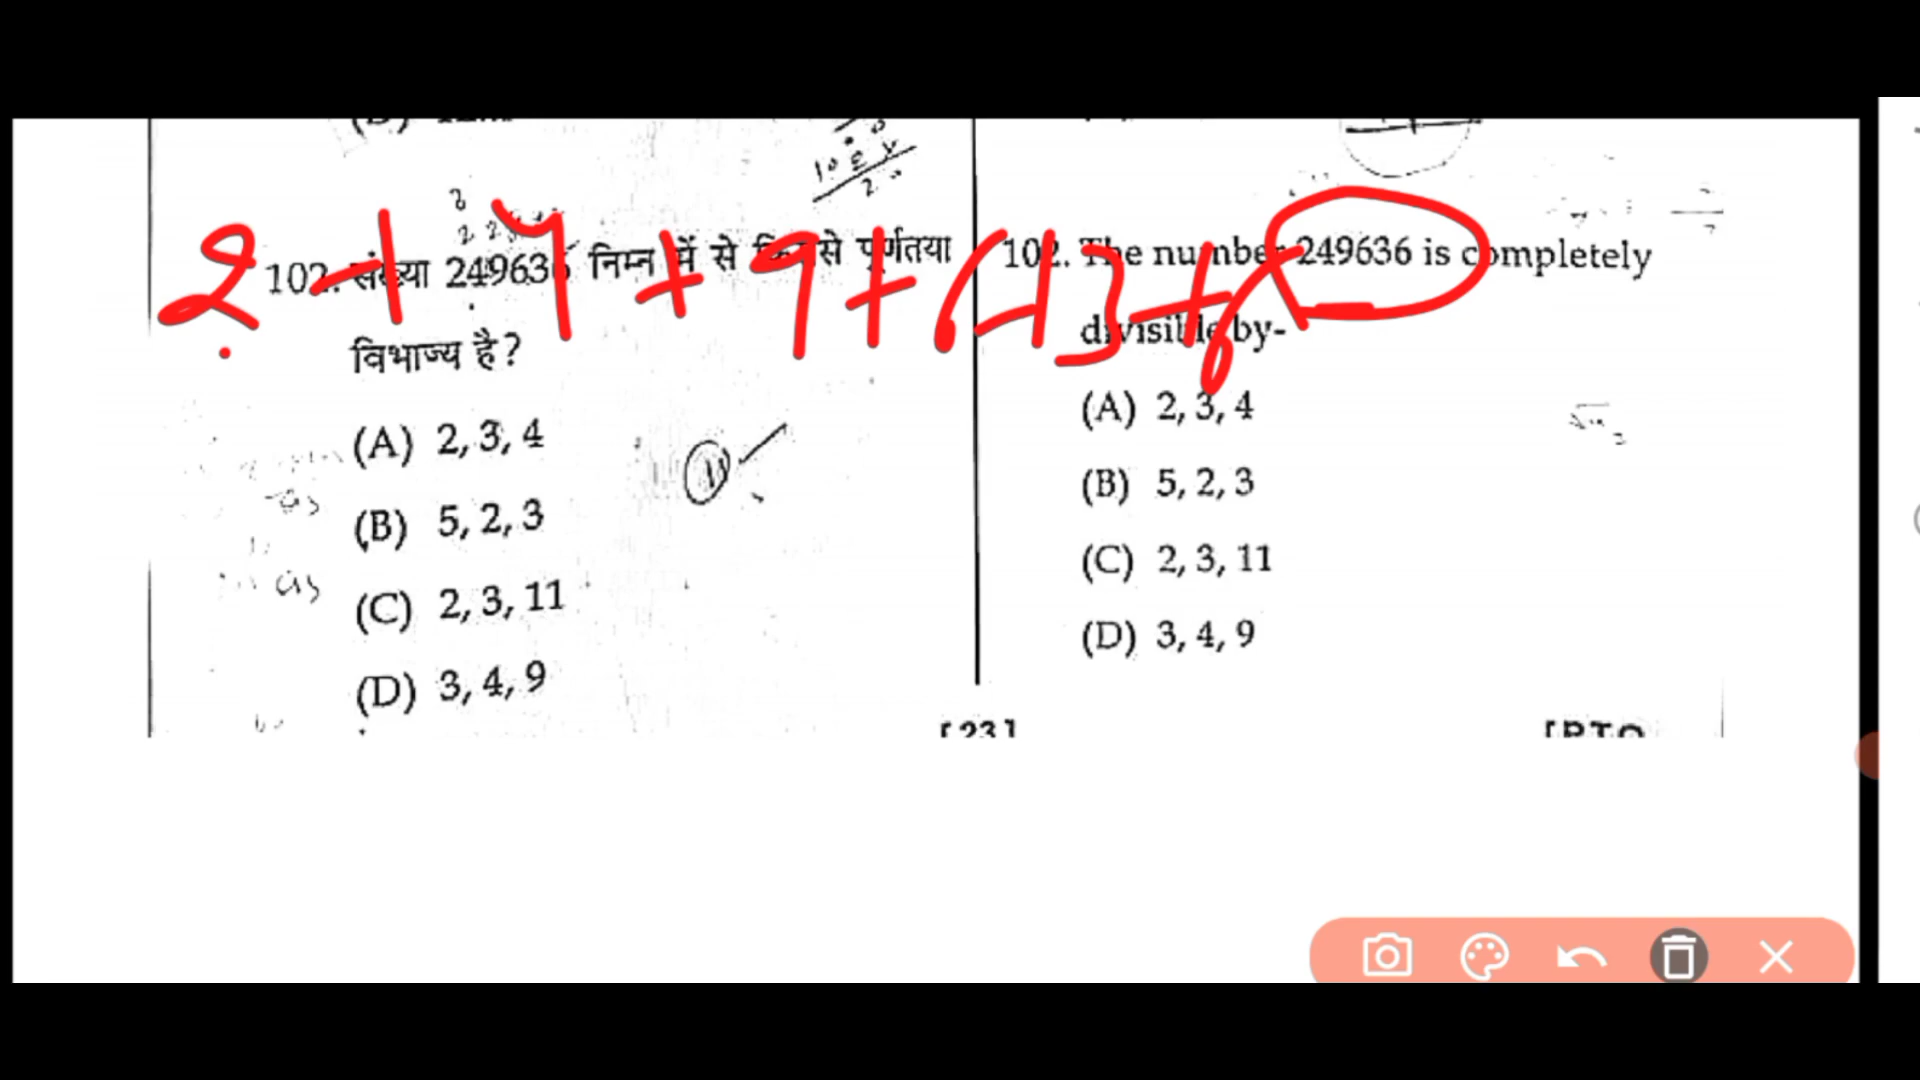 102. संख्या 249636 निम्न में से किससे पूर्णतया
विभाज्य है?
(A) 2, 3, 4
(B) 5, 2, 3
(C) 2, 3, 11
(D) 3, 4, 9
2+4+9+6+3+6
102. The number 249636 is completely
divisible by-
(A) 2, 3, 4
(B) 5, 2, 3
(C) 2, 3, 11
(D) 3, 4, 9
[23]
[PTO